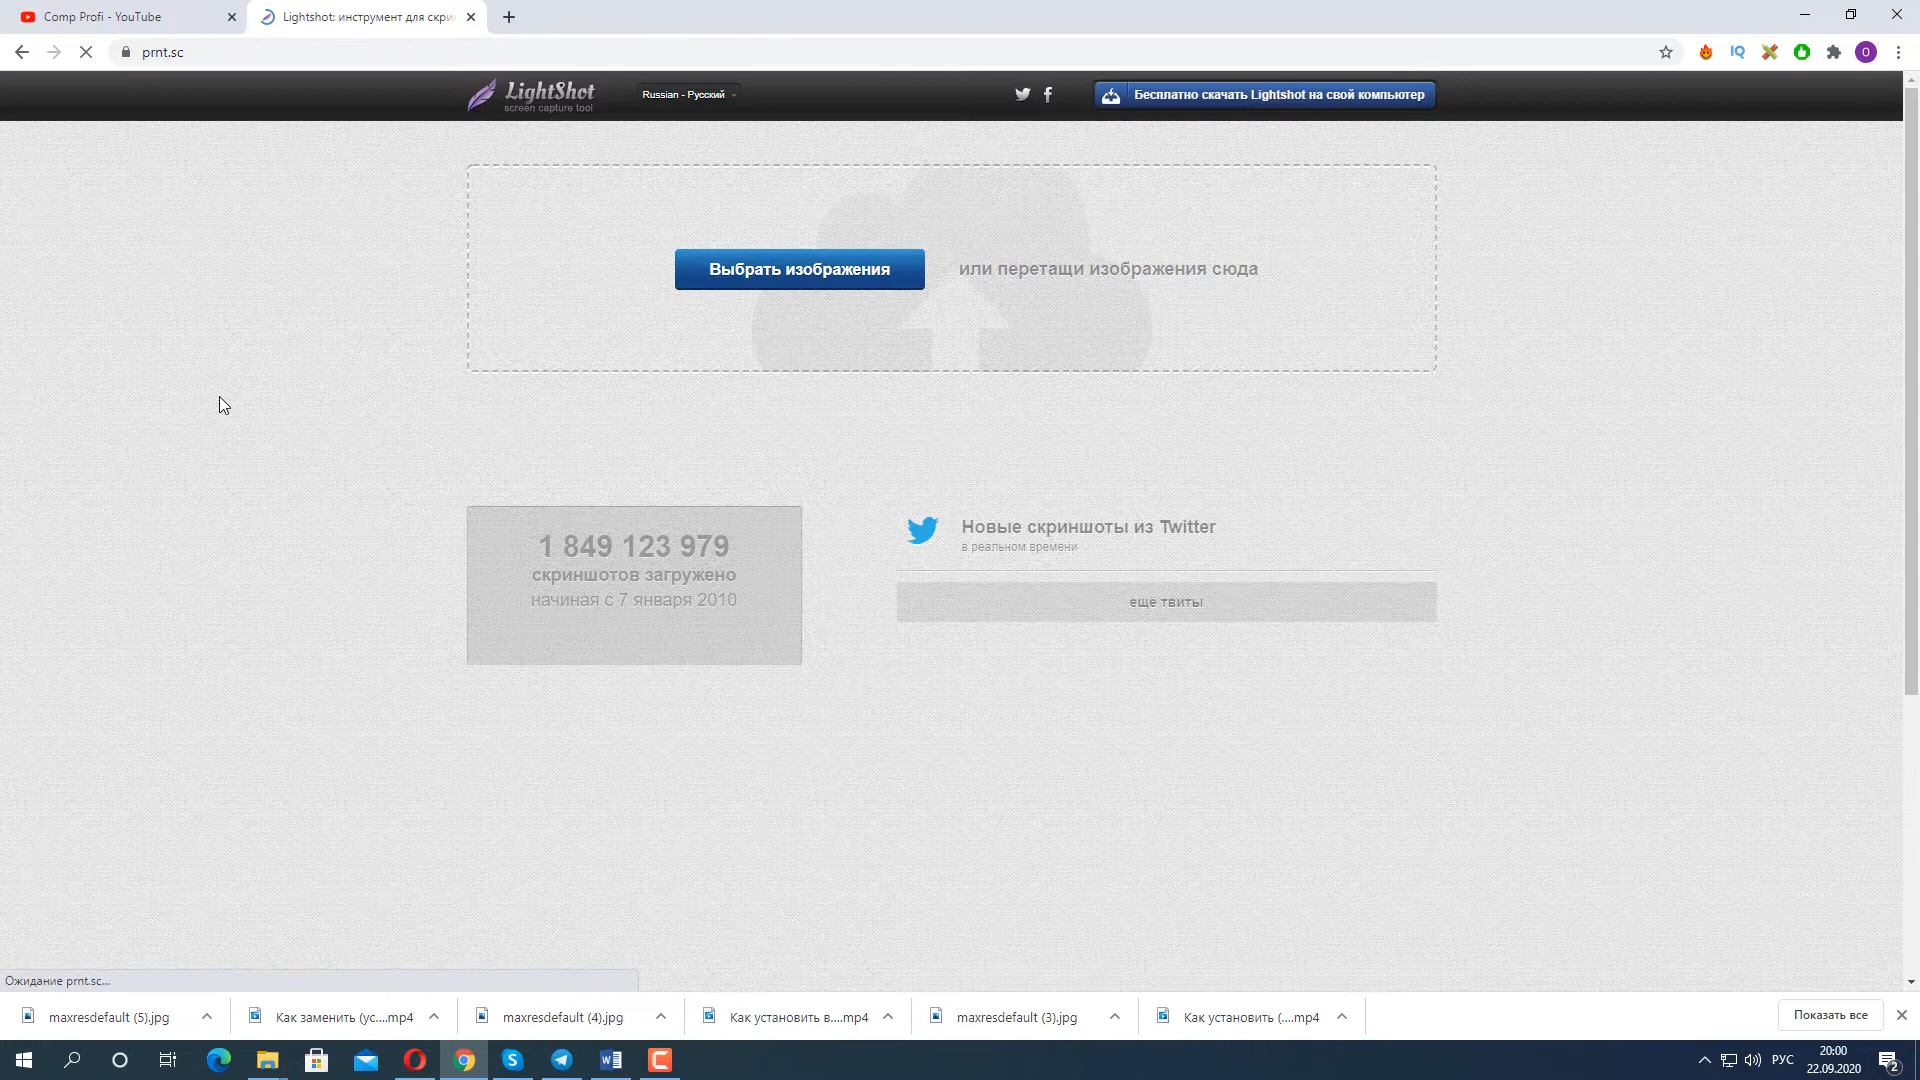 Comp Profi - YouTube
Lightshot: инструмент для скри
prnt.sc
LightShot
screen capture tool
Russian - Русский
Бесплатно скачать Lightshot на свой компьютер
Выбрать изображения
или перетащи изображения сюда
1 849 123 979
скриншотов загружено
начиная с 7 января 2010
Новые скриншоты из Twitter
в реальном времени
еще твиты
Ожидание prnt.sc...
maxresdefault (5).jpg
Как заменить (ус....mp4
maxresdefault (4).jpg
Как установить в....mp4
maxresdefault (3).jpg
Как установить (....mp4
Показать все
РУС
20:00
22.09.2020
2